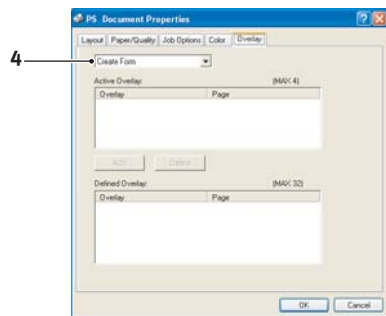 PS Document Properties
Layout Paper/Quality Job Options Color Overlay
4
Create Form
Active Overlay: (MAX 4)
Overlay Page
Add Define
Defined Overlay: (MAX 32)
Overlay Page
OK Cancel